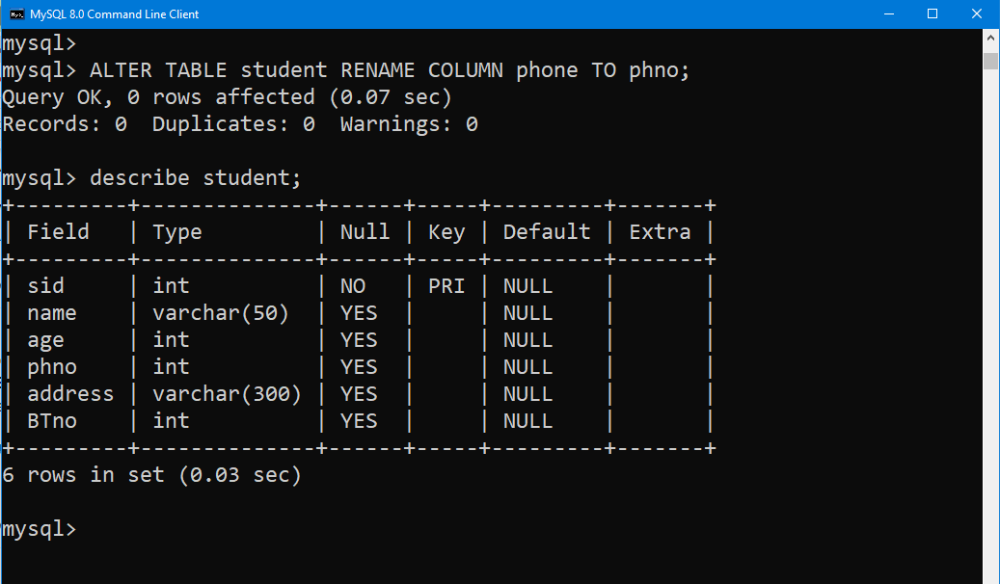 MySQL 8.0 Command Line Client
mysql>
mysql> ALTER TABLE student RENAME COLUMN phone TO phno;
Query OK, 0 rows affected (0.07 sec)
Records: 0  Duplicates: 0  Warnings: 0
mysql> describe student;
+---------+--------------+------+-----+---------+-------+
| Field   | Type         | Null | Key | Default | Extra |
+---------+--------------+------+-----+---------+-------+
| sid     | int          | NO   | PRI | NULL    |       |
| name    | varchar(50)  | YES  |     | NULL    |       |
| age     | int          | YES  |     | NULL    |       |
| phno    | int          | YES  |     | NULL    |       |
| address | varchar(300) | YES  |     | NULL    |       |
| BTno    | int          | YES  |     | NULL    |       |
+---------+--------------+------+-----+---------+-------+
6 rows in set (0.03 sec)
mysql>